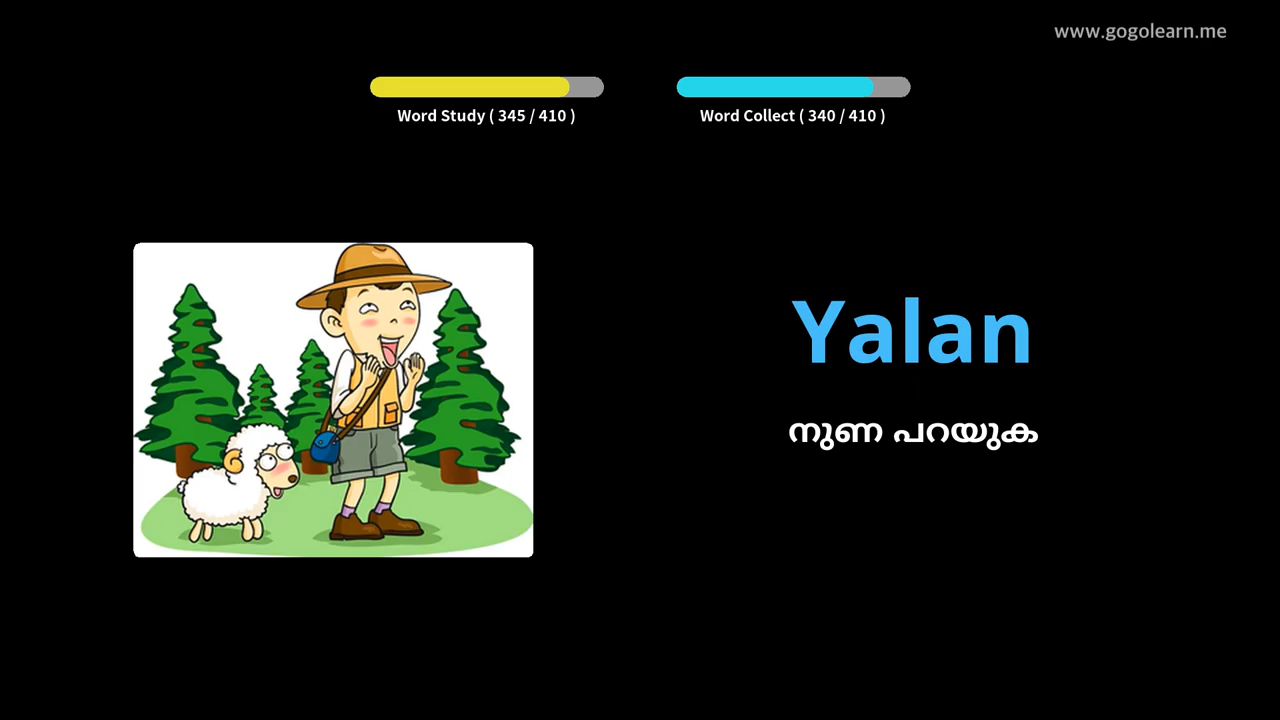 www.gogolearn.me
Word Study ( 345 / 410 )
Word Collect ( 340 / 410 )
Yalan
നുണ പറയുക